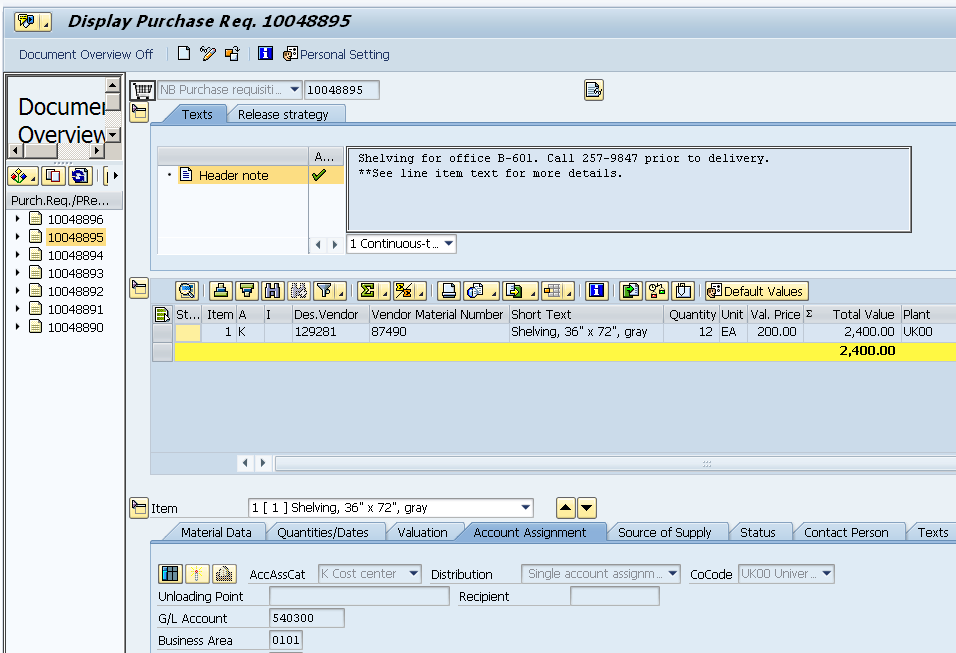 Display Purchase Req. 10048895
Document Overview Off Personal Setting
Documen
Overview
NB Purchase requisiti... 10048895
Texts Release strategy
A...
Header note
Shelving for office B-601. Call 257-9847 prior to delivery.
**See line item text for more details.
1 Continuous-t...
Purch.Req./PRe...
10048896
10048895
10048894
10048893
10048892
10048891
10048890
Default Values
St... Item A I Des.Vendor Vendor Material Number Short Text Quantity Unit Val. Price Σ Total Value Plant
1 K 129281 87490 Shelving, 36" x 72", gray 12 EA 200.00 2,400.00 UK00
2,400.00
Item 1 [ 1 ] Shelving, 36" x 72", gray
Material Data Quantities/Dates Valuation Account Assignment Source of Supply Status Contact Person Texts
AccAssCat K Cost center Distribution Single account assignm... CoCode UK00 Univer...
Unloading Point Recipient
G/L Account 540300
Business Area 0101